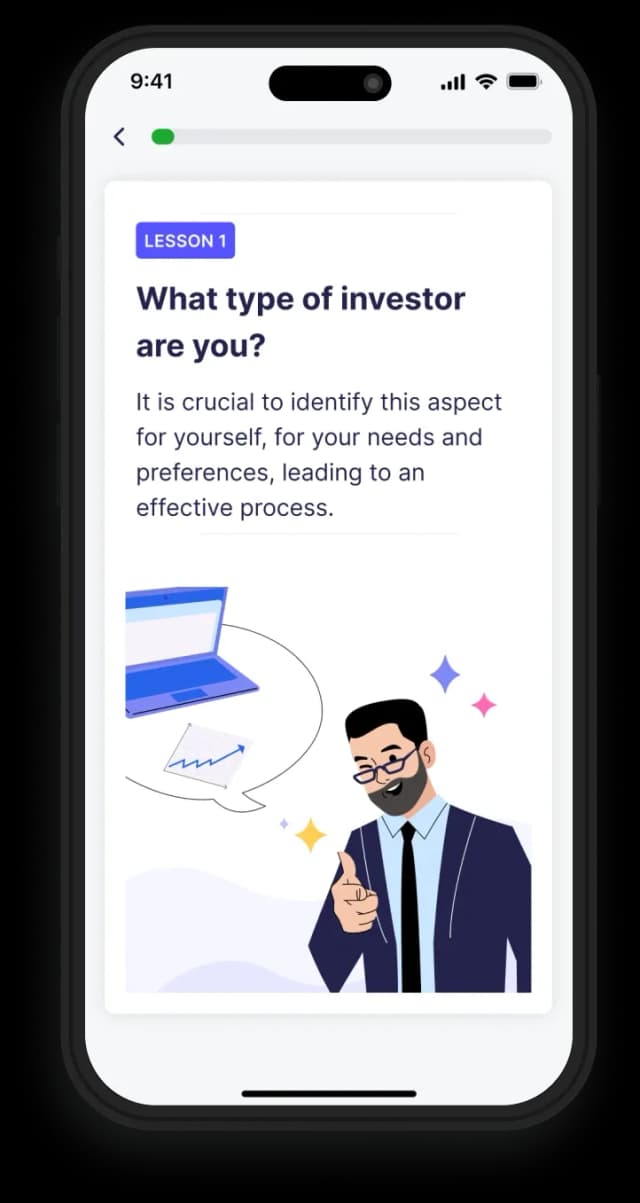 9:41
LESSON 1
What type of investor
are you?
It is crucial to identify this aspect
for yourself, for your needs and
preferences, leading to an
effective process.